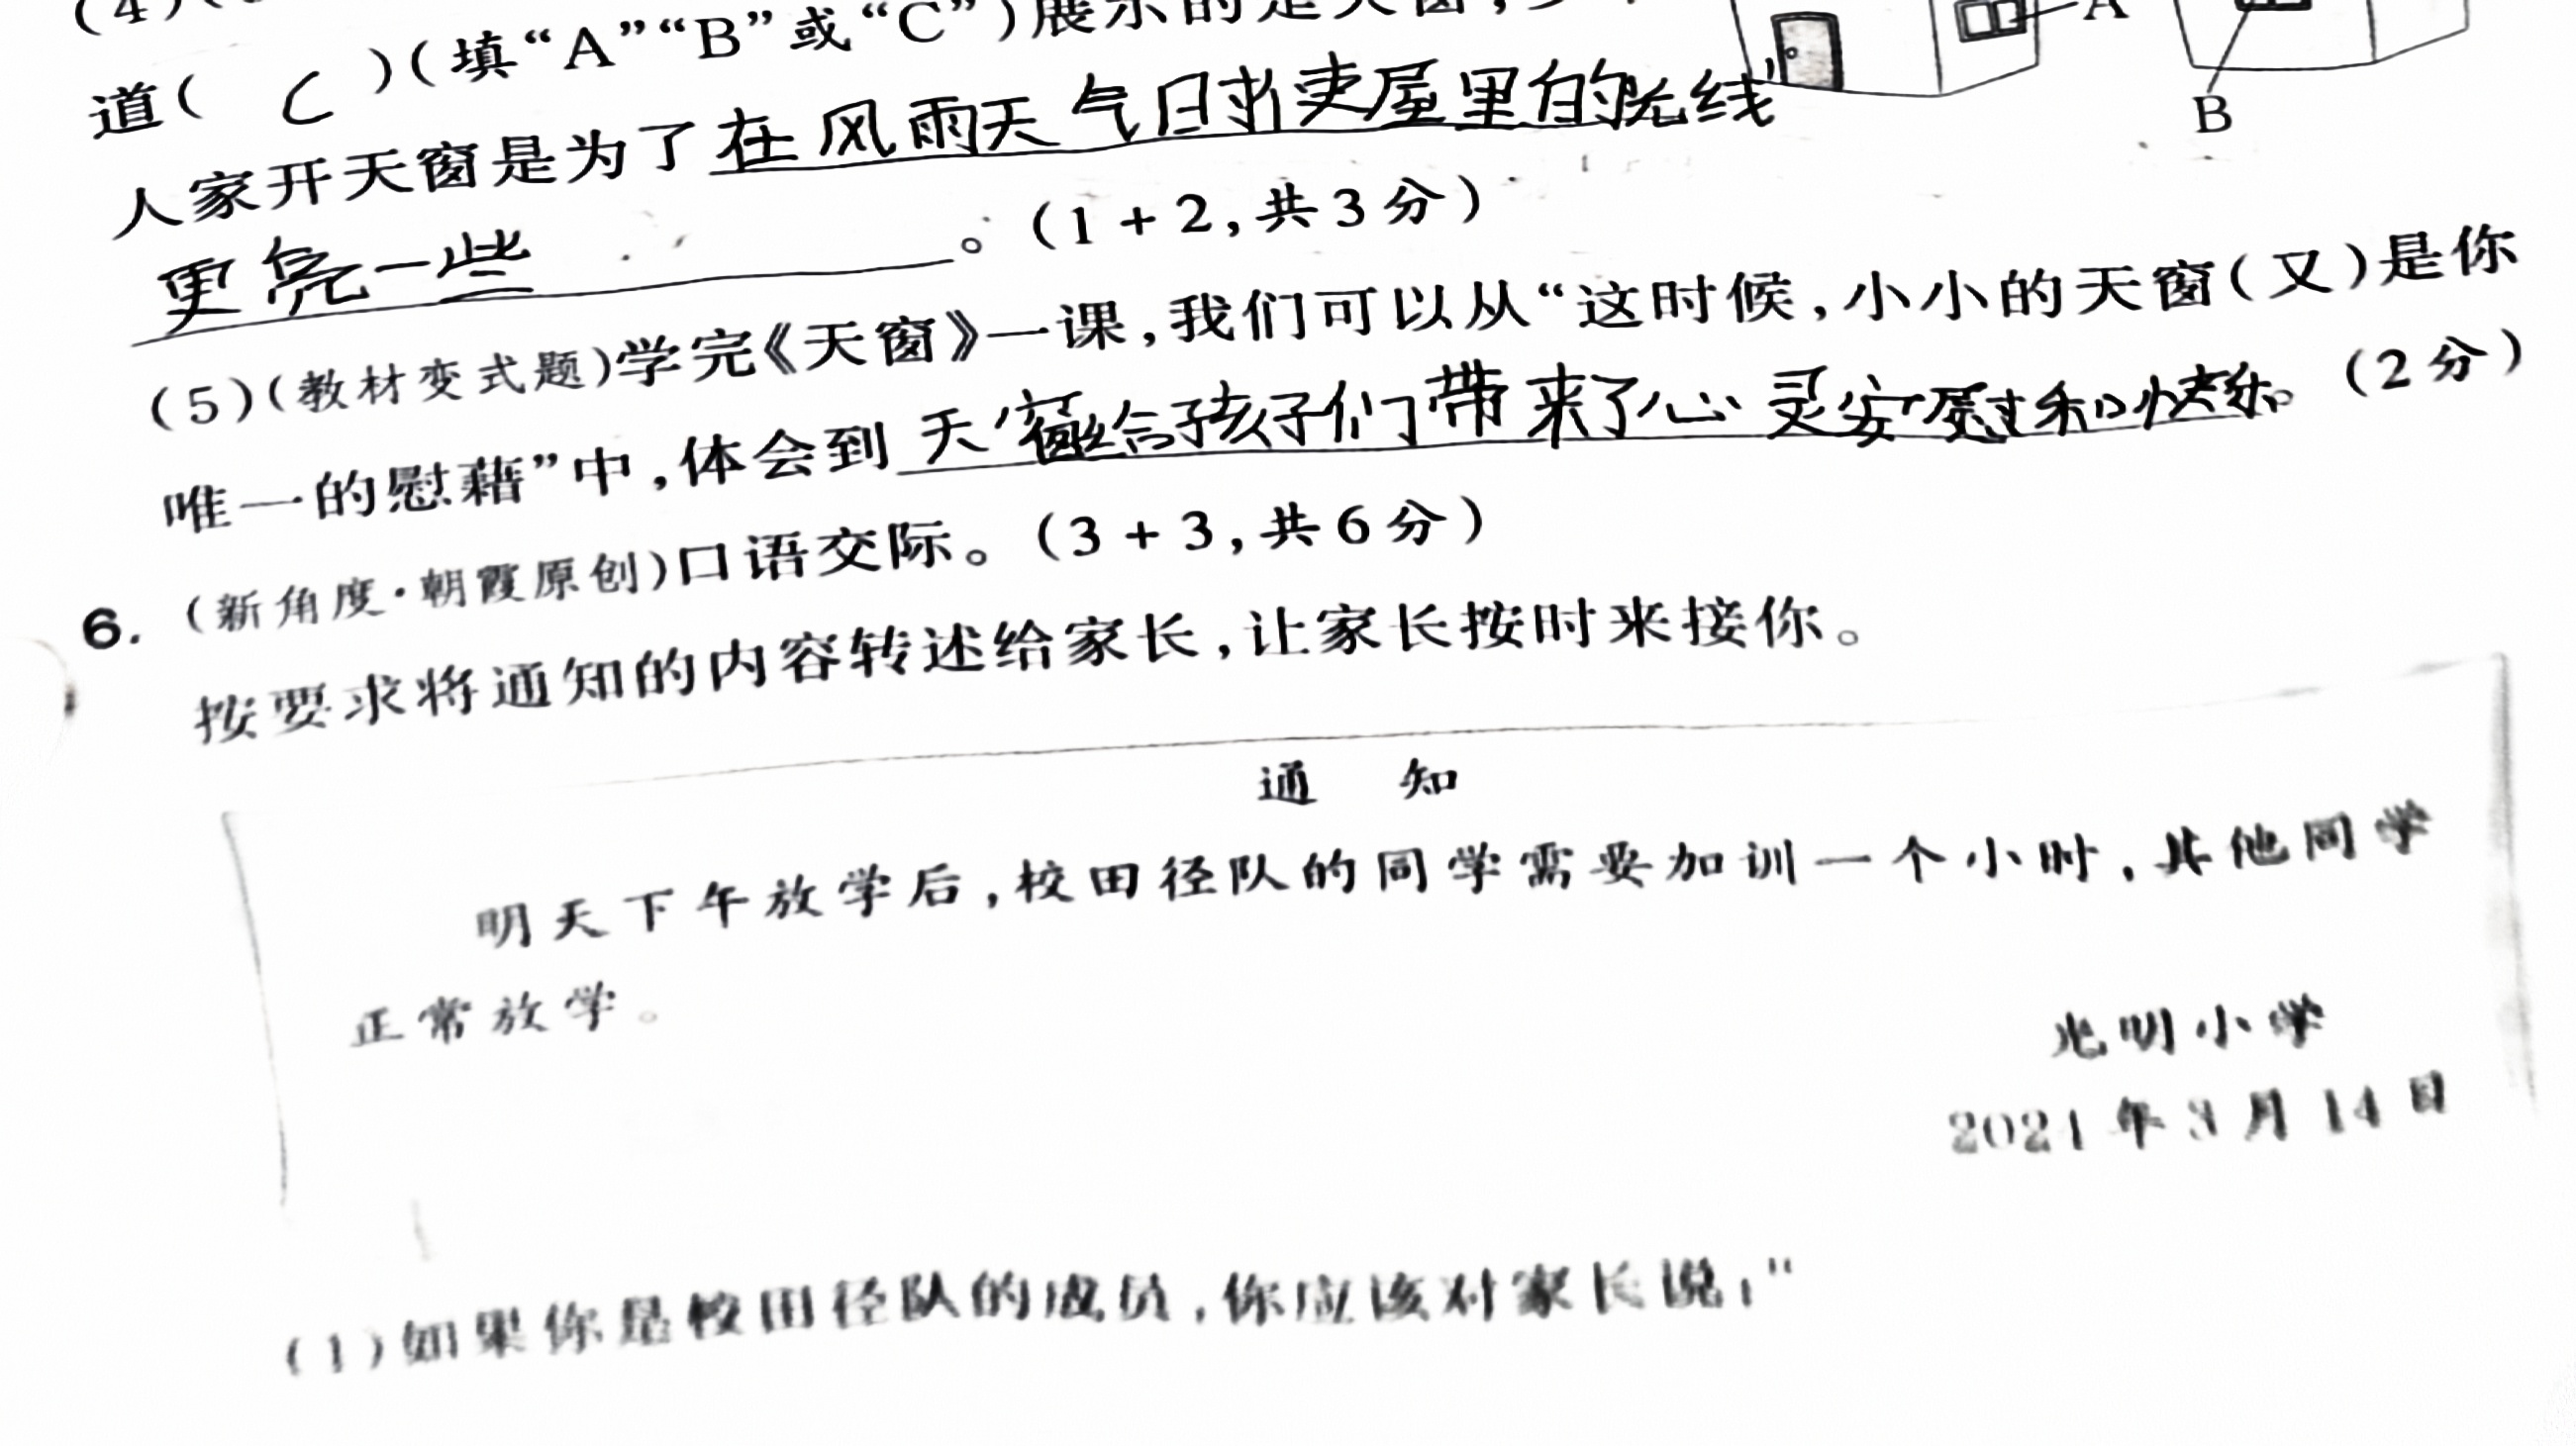 (4)(
道( C )(填“A”“B”或“C”)展示的是天窗,
A
B
人家开天窗是为了在风雨天气日才使屋里的光线
更亮一些。(1+2,共3分)
(5)(教材变式题)学完《天窗》一课,我们可以从“这时候,小小的天窗(又)是你
唯一的慰藉”中,体会到天窗给孩子们带来了心灵安慰和快乐。(2分)
6.(新角度·朝霞原创)口语交际。(3+3,共6分)
按要求将通知的内容转述给家长,让家长按时来接你。
通 知
明天下午放学后,校田径队的同学需要加训一个小时,其他同学
正常放学。
光明小学
2021年3月14日
(1)如果你是校田径队的成员,你应该对家长说:“